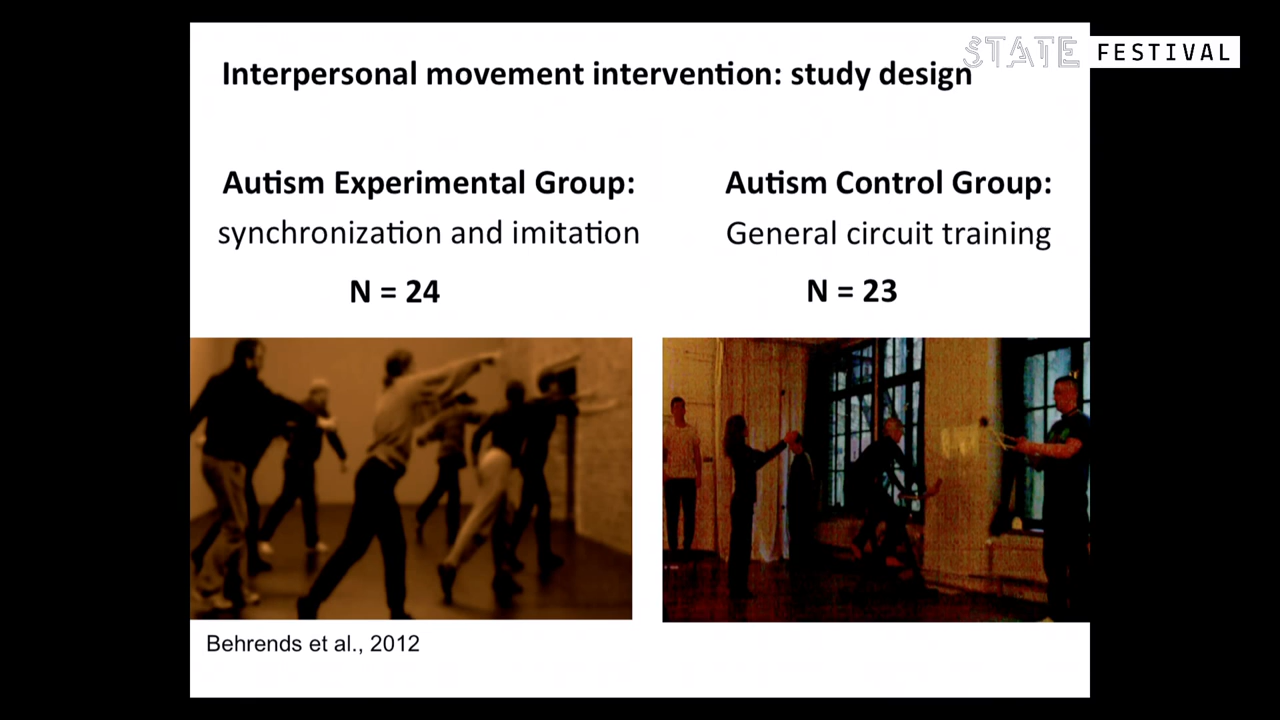 STATE FESTIVAL
Interpersonal movement intervention: study design
Autism Experimental Group:
synchronization and imitation
N = 24
Autism Control Group:
General circuit training
N = 23
Behrends et al., 2012